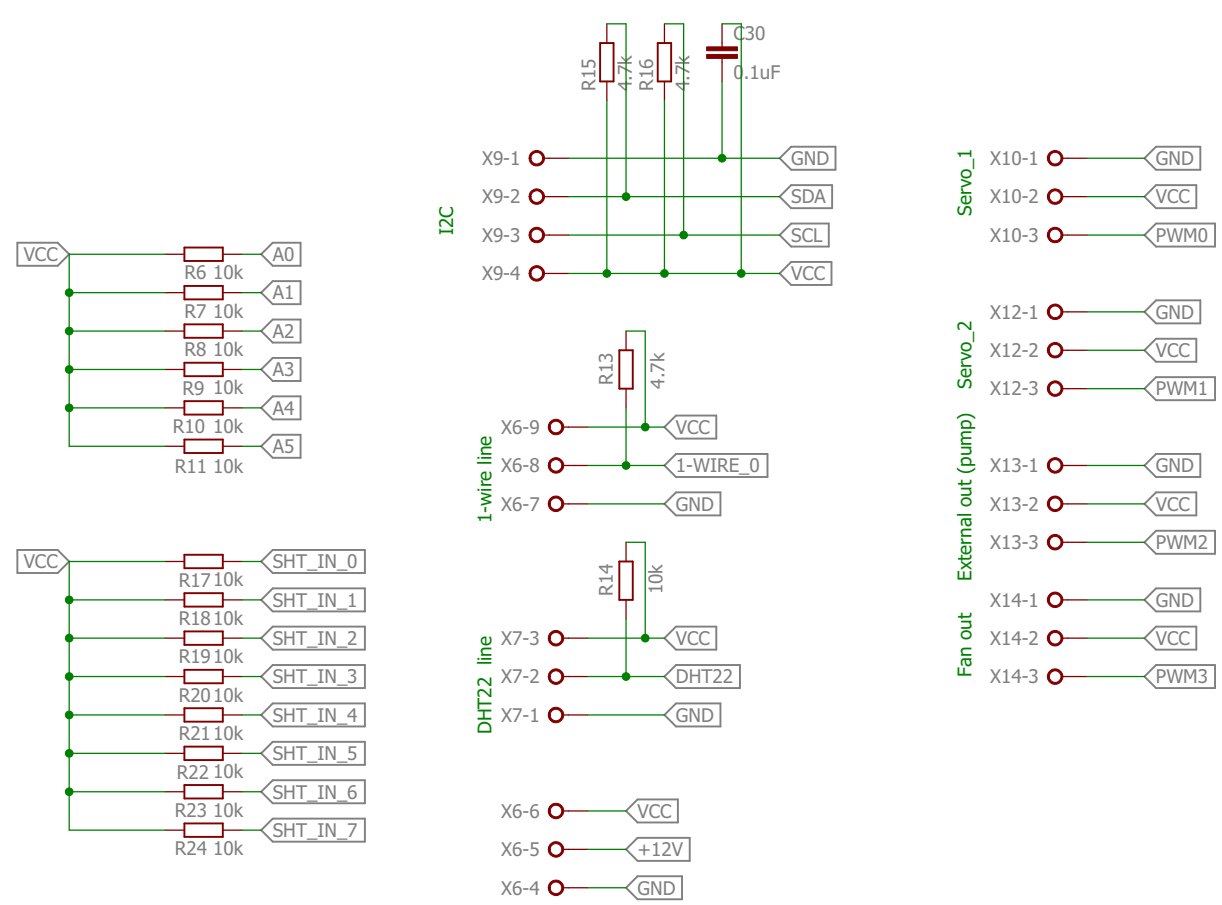 VCC
A0
R6 10k
A1
R7 10k
A2
R8 10k
A3
R9 10k
A4
R10 10k
A5
R11 10k
VCC
SHT_IN_0
R17 10k
SHT_IN_1
R18 10k
SHT_IN_2
R19 10k
SHT_IN_3
R20 10k
SHT_IN_4
R21 10k
SHT_IN_5
R22 10k
SHT_IN_6
R23 10k
SHT_IN_7
R24 10k
R15
4.7k
R16
4.7k
C30
0.1uF
I2C
X9-1 GND
X9-2 SDA
X9-3 SCL
X9-4 VCC
R13
4.7k
1-wire line
X6-9 VCC
X6-8 1-WIRE_0
X6-7 GND
R14
10k
DHT22 line
X7-3 VCC
X7-2 DHT22
X7-1 GND
X6-6 VCC
X6-5 +12V
X6-4 GND
Servo_1
X10-1 GND
X10-2 VCC
X10-3 PWM0
Servo_2
X12-1 GND
X12-2 VCC
X12-3 PWM1
External out (pump)
X13-1 GND
X13-2 VCC
X13-3 PWM2
Fan out
X14-1 GND
X14-2 VCC
X14-3 PWM3